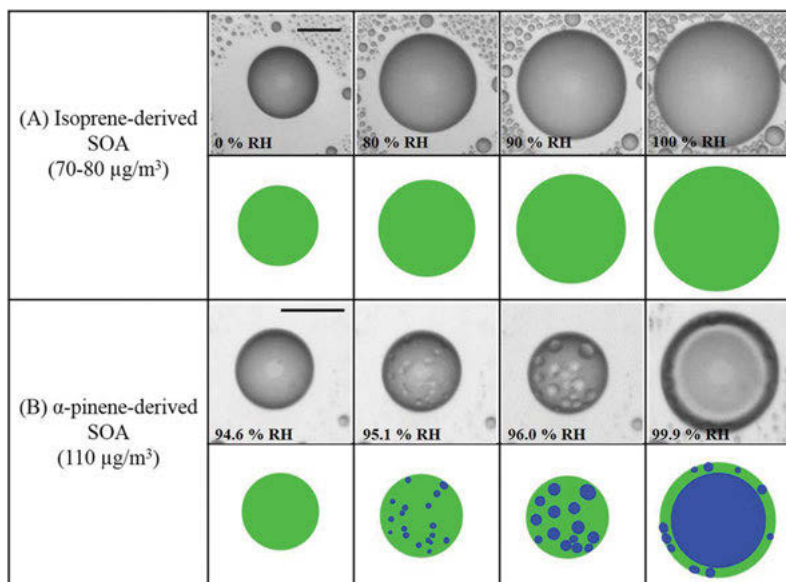 (A) Isoprene-derived
SOA
(70-80 µg/m³)
0 % RH
80 % RH
90 % RH
100 % RH
(B) α-pinene-derived
SOA
(110 µg/m³)
94.6 % RH
95.1 % RH
96.0 % RH
99.9 % RH